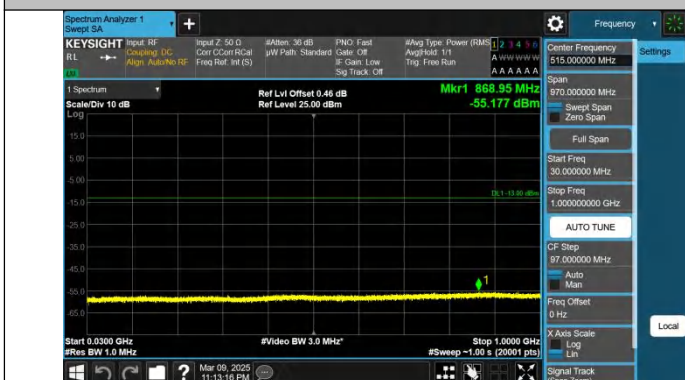 Spectrum Analyzer 1
Swept SA
Frequency
KEYSIGHT
RL
Input: RF
Coupling: DC
Align: Auto/No RF
Input Z: 50 Ω
Corr CCorr RCal
Freq Ref: Int (S)
#Atten: 36 dB
µW Path: Standard
PNO: Fast
Gate: Off
IF Gain: Low
Sig Track: Off
#Avg Type: Power (RMS
Avg|Hold: 1/1
Trig: Free Run
1 2 3 4 5 6
A W W W W W
A A A A A A
Center Frequency
515.000000 MHz
Settings
Span
970.000000 MHz
Swept Span
Zero Span
Full Span
Start Freq
30.000000 MHz
Stop Freq
1.000000000 GHz
AUTO TUNE
CF Step
97.000000 MHz
Auto
Man
Freq Offset
0 Hz
X Axis Scale
Log
Lin
Signal Track
Local
1 Spectrum
Scale/Div 10 dB
Log
Ref Lvl Offset 0.46 dB
Ref Level 25.00 dBm
Mkr1 868.95 MHz
-55.177 dBm
15.0
5.00
-5.00
DL1 -13.00 dBm
-15.0
-25.0
-35.0
-45.0
1
-55.0
-65.0
Start 0.0300 GHz
#Res BW 1.0 MHz
#Video BW 3.0 MHz*
Stop 1.0000 GHz
#Sweep ~1.00 s (20001 pts)
?
Mar 09, 2025
11:13:16 PM